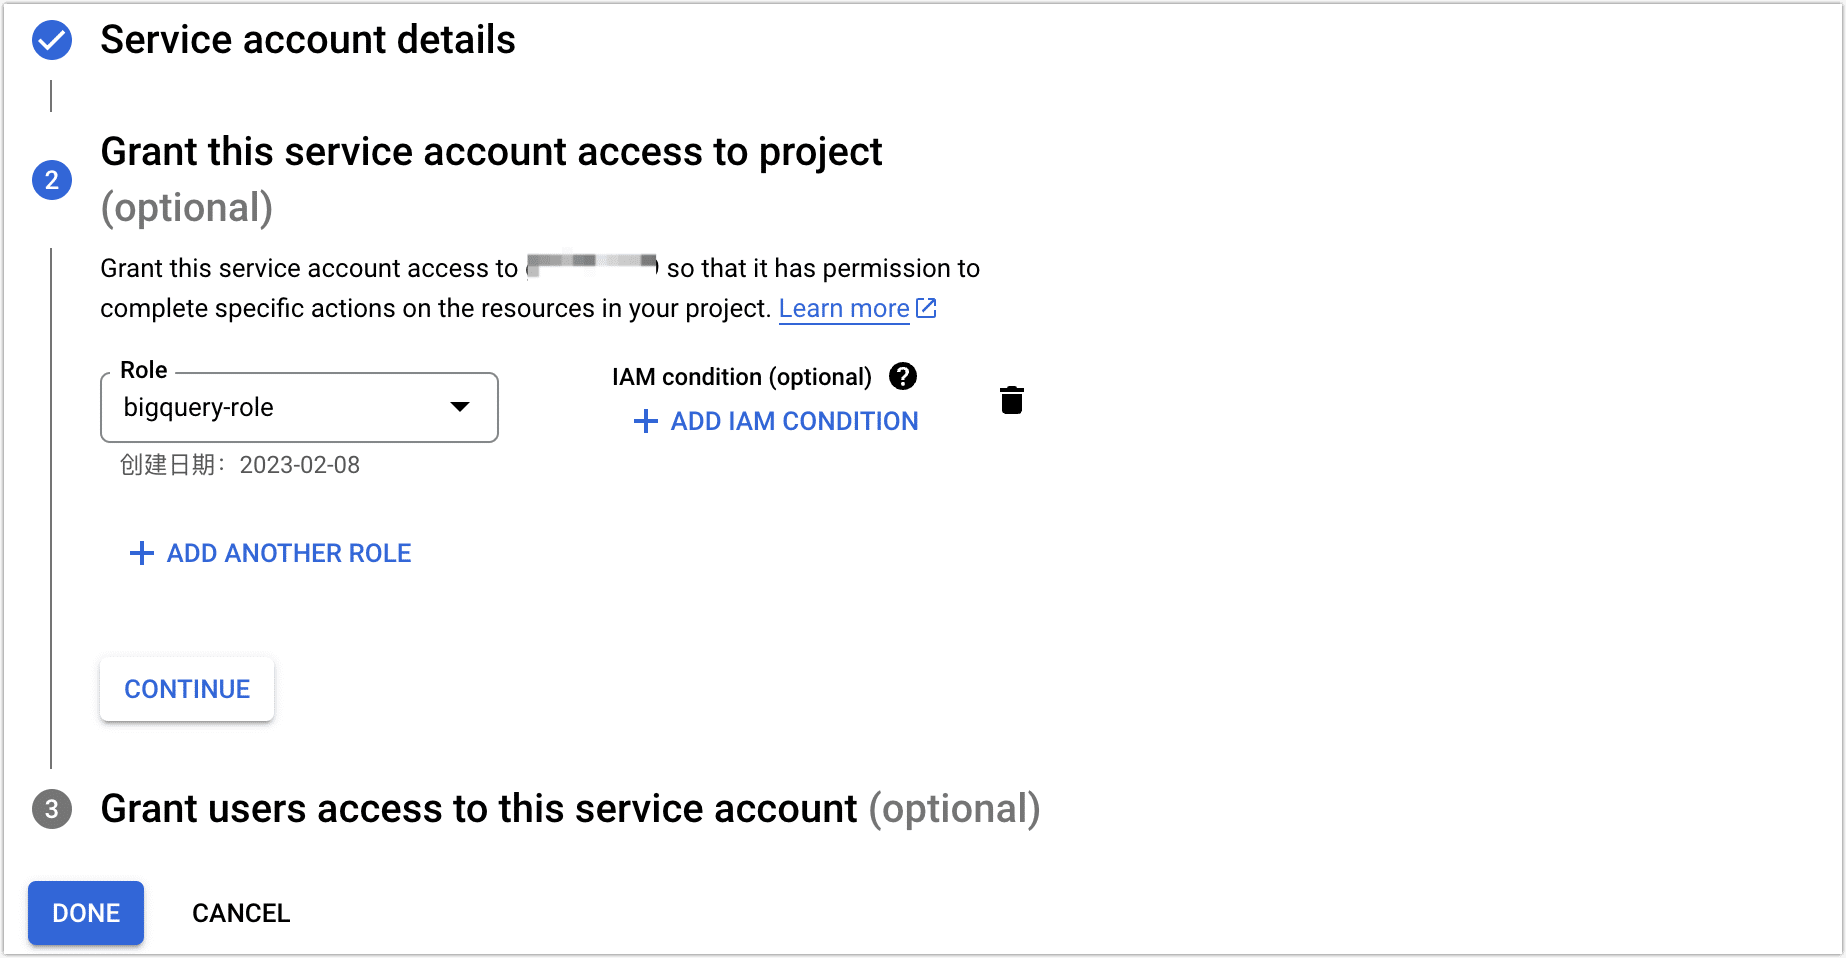 Service account details
2
Grant this service account access to project
(optional)
Grant this service account access to so that it has permission to
complete specific actions on the resources in your project. Learn more
Role
bigquery-role
创建日期：2023-02-08
IAM condition (optional) ?
+ ADD IAM CONDITION
+ ADD ANOTHER ROLE
CONTINUE
3
Grant users access to this service account (optional)
DONE
CANCEL